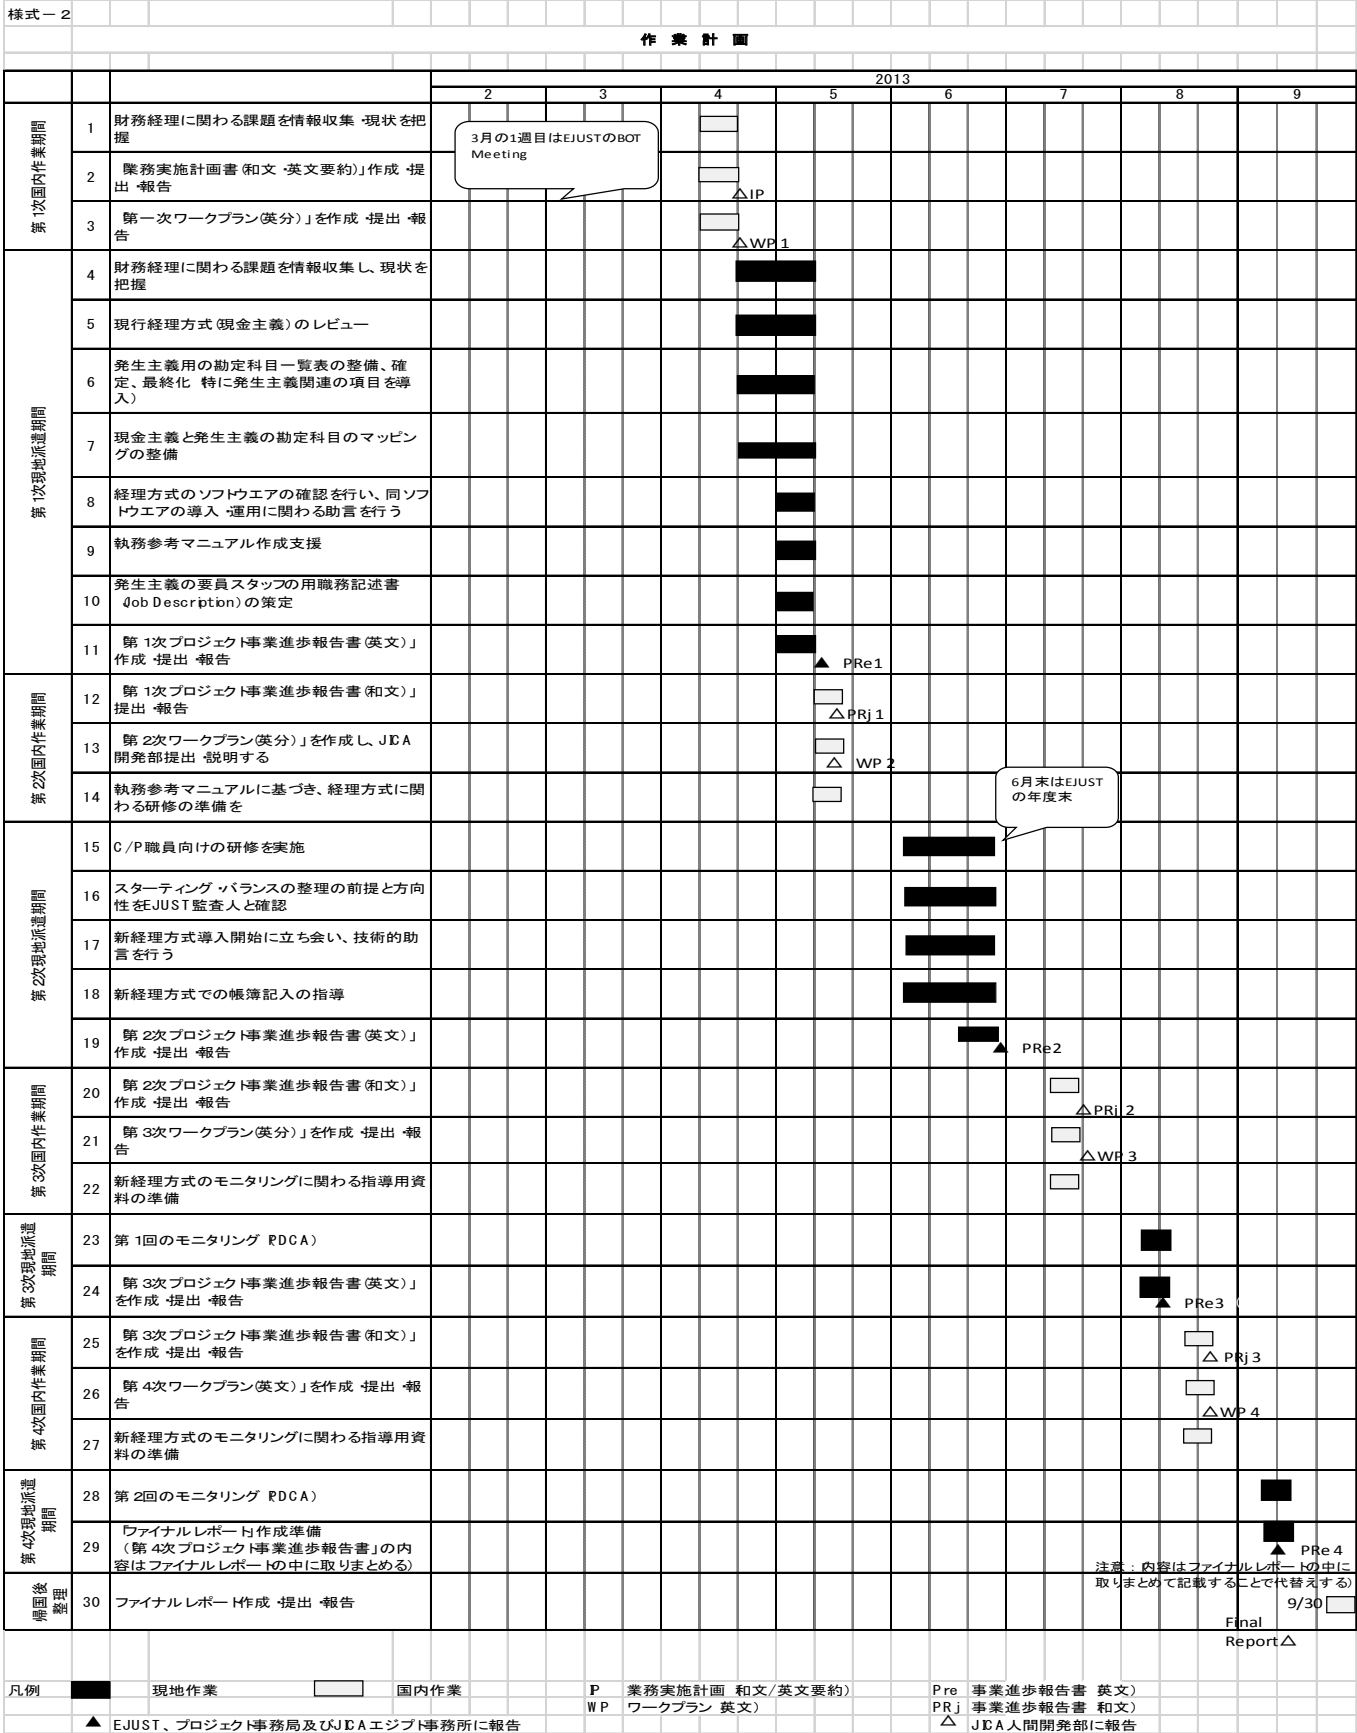 様式－2
作 業 計 画
2013
2 3 4 5 6 7 8 9
第1次国内作業期間
1 財務経理に関わる課題を情報収集・現状を把
握
3月の1週目はEJUSTのBOT
Meeting
2 「業務実施計画書(和文・英文要約)」作成・提
出・報告
△IP
3 「第一次ワークプラン(英分)」を作成・提出・報
告
△WP 1
第1次現地派遣期間
4 財務経理に関わる課題を情報収集し、現状を
把握
5 現行経理方式(現金主義)のレビュー
6 発生主義用の勘定科目一覧表の整備、確
定、最終化 特に発生主義関連の項目を導
入)
7 現金主義と発生主義の勘定科目のマッピン
グの整備
8 経理方式のソフトウエアの確認を行い、同ソフ
トウエアの導入・運用に関わる助言を行う
9 執務参考マニュアル作成支援
10 発生主義の要員スタッフの用職務記述書
(Job Description)の策定
11 「第1次プロジェクト事業進歩報告書(英文)」
作成・提出・報告
▲ PRe1
第2次国内作業期間
12 「第1次プロジェクト事業進歩報告書(和文)」
提出・報告
△PRj 1
13 「第2次ワークプラン(英分)」を作成し、JICA
開発部提出・説明する
△ WP 2
14 執務参考マニュアルに基づき、経理方式に関
わる研修の準備を
6月末はEJUST
の年度末
第2次現地派遣期間
15 C/P職員向けの研修を実施
16 スターティング・バランスの整理の前提と方向
性をEJUST監査人と確認
17 新経理方式導入開始に立ち会い、技術的助
言を行う
18 新経理方式での帳簿記入の指導
19 「第2次プロジェクト事業進歩報告書(英文)」
作成・提出・報告
▲ PRe2
第3次国内作業期間
20 「第2次プロジェクト事業進歩報告書(和文)」
作成・提出・報告
△PRj 2
21 「第3次ワークプラン(英分)」を作成・提出・報
告
△WP 3
22 新経理方式のモニタリングに関わる指導用資
料の準備
第3次現地派遣
期間
23 第1回のモニタリング(PDCA)
24 「第3次プロジェクト事業進歩報告書(英文)」
を作成・提出・報告
▲ PRe3
第4次国内作業期間
25 「第3次プロジェクト事業進歩報告書(和文)」
を作成・提出・報告
△ PRj 3
26 「第4次ワークプラン(英文)」を作成・提出・報
告
△WP 4
27 新経理方式のモニタリングに関わる指導用資
料の準備
第4次現地派遣
期間
28 第2回のモニタリング(PDCA)
29 「ファイナルレポート」作成準備
(「第4次プロジェクト事業進歩報告書」の内
容はファイナルレポートの中に取りまとめる)
▲ PRe 4
注意：内容はファイナルレポートの中に
取りまとめて記載することで代替えする)
帰国後
整理
30 ファイナルレポート作成・提出・報告
9/30
Final
Report△
凡例 現地作業 国内作業 IP 業務実施計画 和文/英文要約) Pre 事業進歩報告書 英文)
WP ワークプラン 英文) PRj 事業進歩報告書 和文)
▲ EJUST、プロジェクト事務局及びJICAエジプト事務所に報告 △ JICA人間開発部に報告